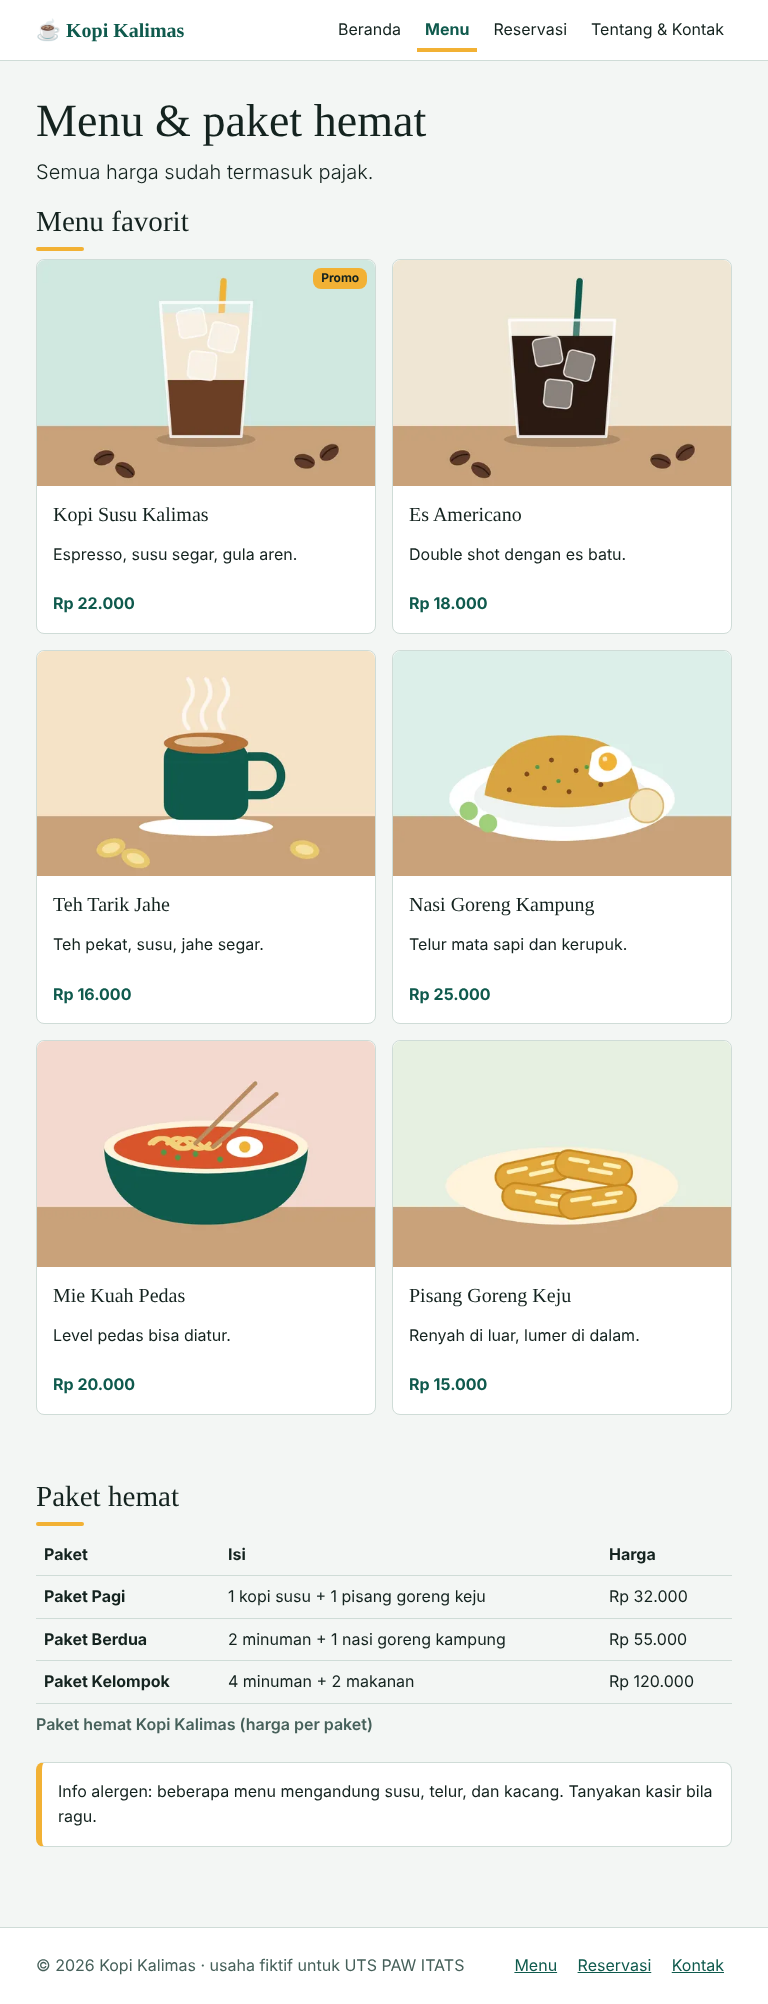 ☕ Kopi Kalimas
Beranda Menu Reservasi Tentang & Kontak
Menu & paket hemat
Semua harga sudah termasuk pajak.
Menu favorit
Promo
Kopi Susu Kalimas
Espresso, susu segar, gula aren.
Rp 22.000
Es Americano
Double shot dengan es batu.
Rp 18.000
Teh Tarik Jahe
Teh pekat, susu, jahe segar.
Rp 16.000
Nasi Goreng Kampung
Telur mata sapi dan kerupuk.
Rp 25.000
Mie Kuah Pedas
Level pedas bisa diatur.
Rp 20.000
Pisang Goreng Keju
Renyah di luar, lumer di dalam.
Rp 15.000
Paket hemat
Paket Isi Harga
Paket Pagi 1 kopi susu + 1 pisang goreng keju Rp 32.000
Paket Berdua 2 minuman + 1 nasi goreng kampung Rp 55.000
Paket Kelompok 4 minuman + 2 makanan Rp 120.000
Paket hemat Kopi Kalimas (harga per paket)
Info alergen: beberapa menu mengandung susu, telur, dan kacang. Tanyakan kasir bila
ragu.
© 2026 Kopi Kalimas · usaha fiktif untuk UTS PAW ITATS Menu Reservasi Kontak